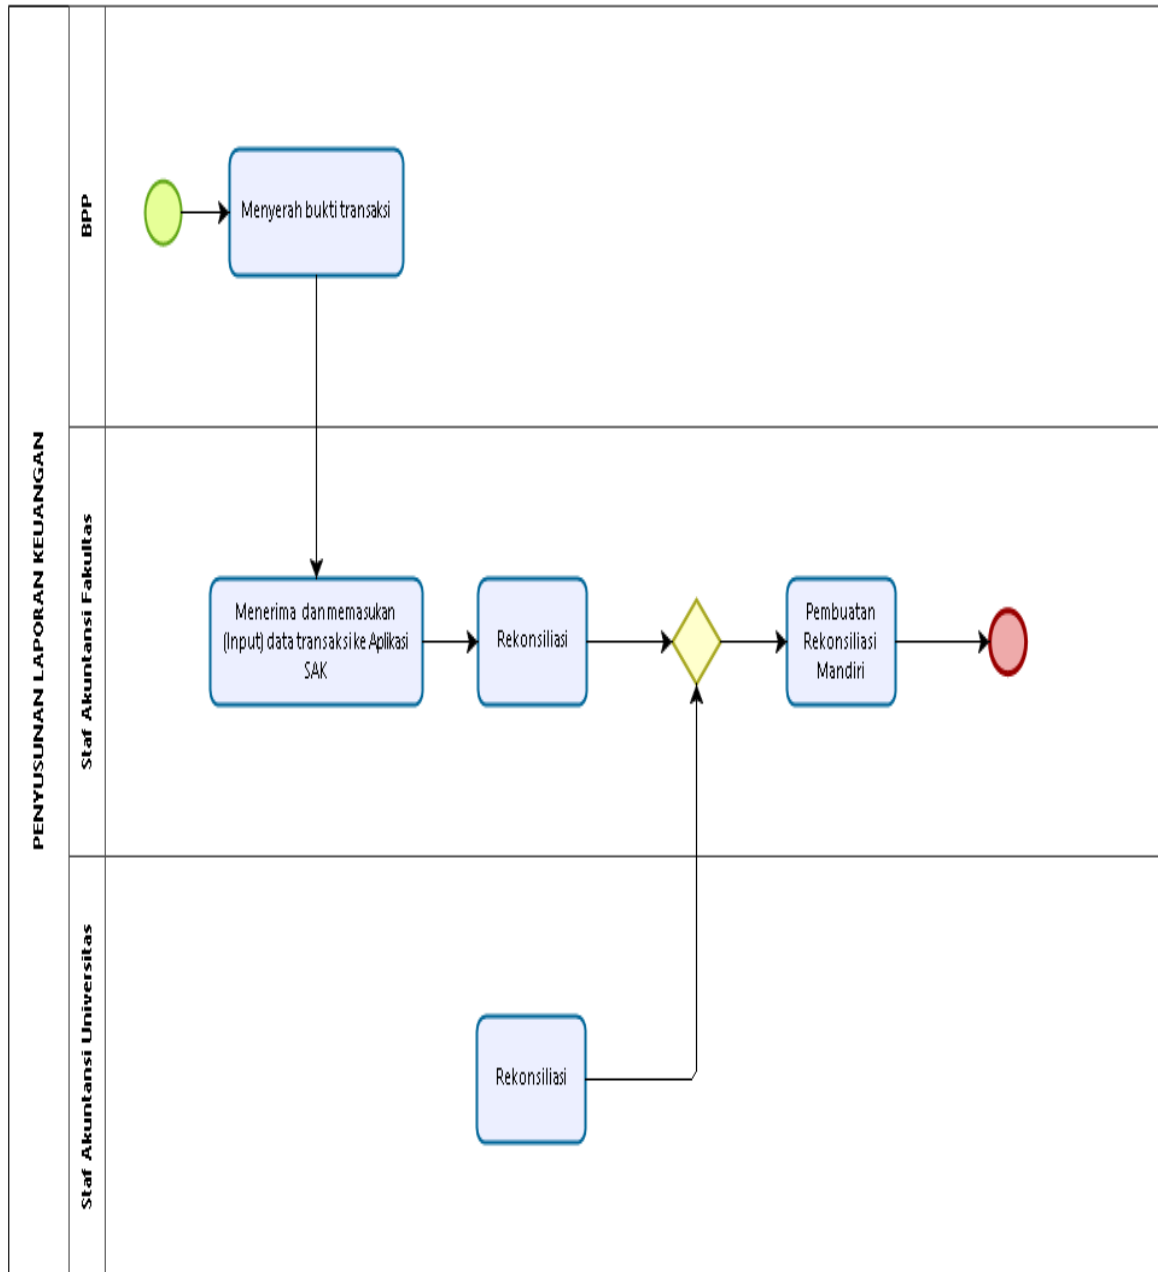 PENYUSUNAN LAPORAN KEUANGAN
BPP
Menyerah bukti transaksi
Staf Akuntansi Fakultas
Menerima dan memasukan
(Input) data transaksi ke Aplikasi
SAK
Rekonsiliasi
Pembuatan
Rekonsiliasi
Mandiri
Staf Akuntansi Universitas
Rekonsiliasi